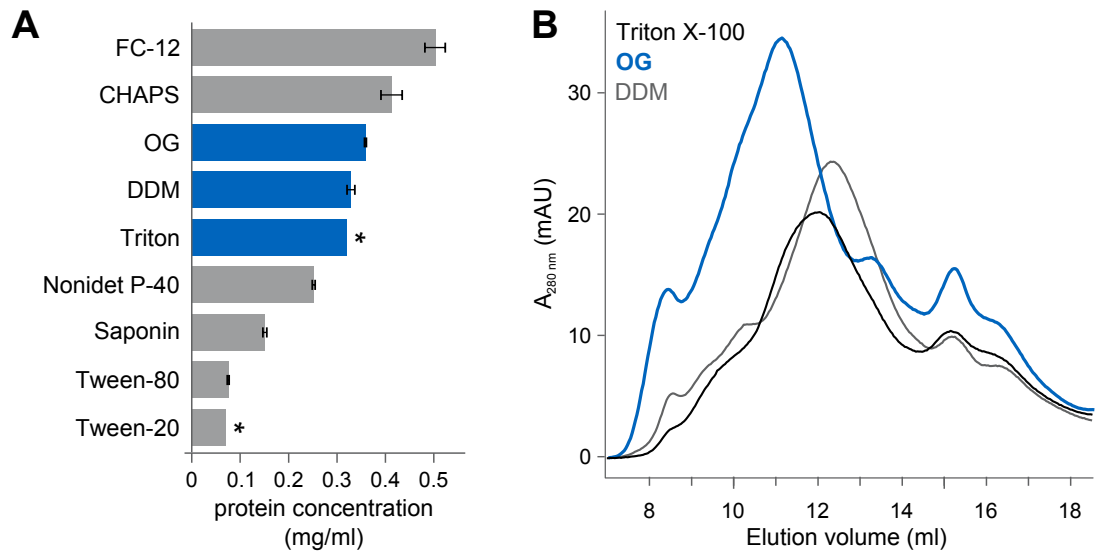 A
FC-12
CHAPS
OG
DDM
Triton
*
Nonidet P-40
Saponin
Tween-80
Tween-20
*
0 0.1 0.2 0.3 0.4 0.5
protein concentration
(mg/ml)
B
Triton X-100
OG
DDM
30
20
10
0
A280 nm (mAU)
8 10 12 14 16 18
Elution volume (ml)